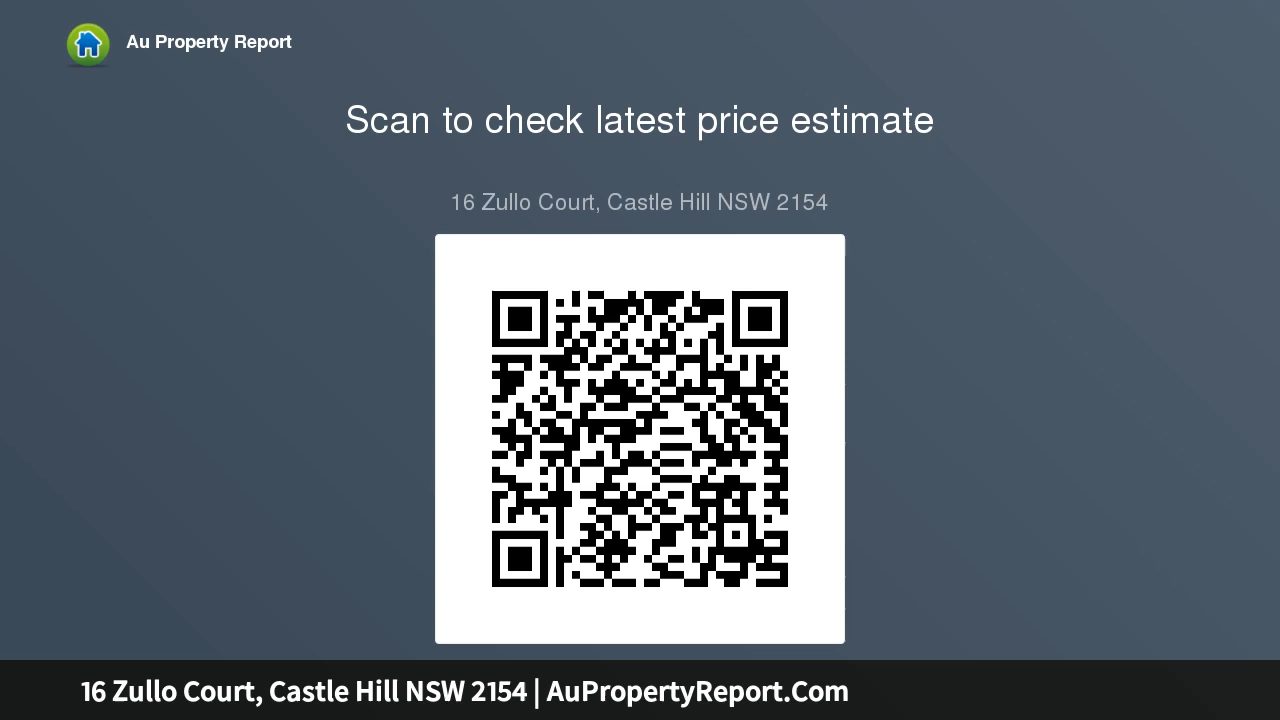 Au Property Report
Scan to check latest price estimate
16 Zullo Court, Castle Hill NSW 2154
16 Zullo Court, Castle Hill NSW 2154 | AuPropertyReport.Com